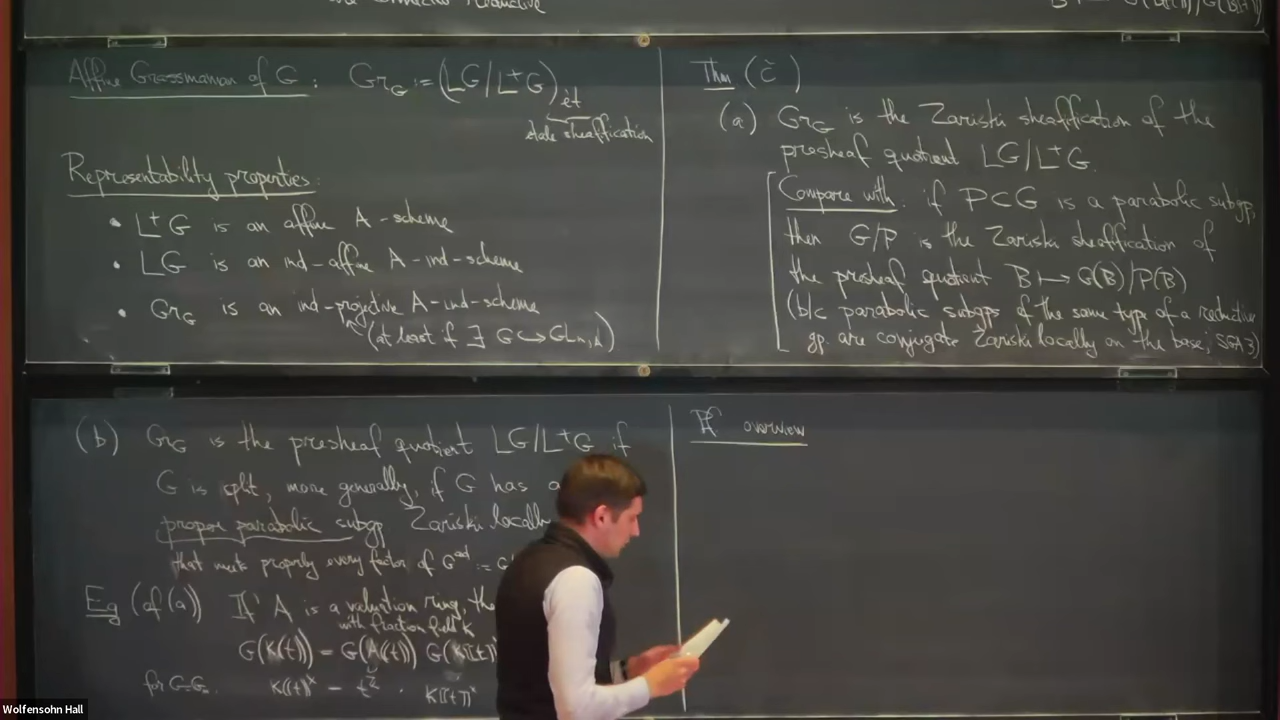 Affine Grassmanian of G : Gr_G := (LG/L⁺G)_ét
étale sheaffication
Representability properties:
• L⁺G is an affine A-scheme
• LG is an ind-affine A-ind-scheme
• Gr_G is an ind-projective A-ind-scheme
(at least if ∃ G ↪ GL_n,A)
Thm (Č)
(a) Gr_G is the Zariski sheaffication of the
presheaf quotient LG/L⁺G.
Compare with: if P⊂G is a parabolic subgp,
then G/P is the Zariski sheaffication of
the presheaf quotient B ↦ G(B)/P(B)
(b/c parabolic subgps of the same type of a reductive
gp. are conjugate Zariski locally on the base, SGA3)
(b) Gr_G is the presheaf quotient LG/L⁺G if
G is split, more generally, if G has a
proper parabolic subgp Zariski locally
that meets properly every factor of G^ad :=
Eg (of (a)) If A is a valuation ring,
with fraction field K
G(K((t))) = G(A((t))) G(K[[t]])
for G=G_m K((t))^× = t^ℤ · K[[t]]^×
Pf overview
Wolfensohn Hall